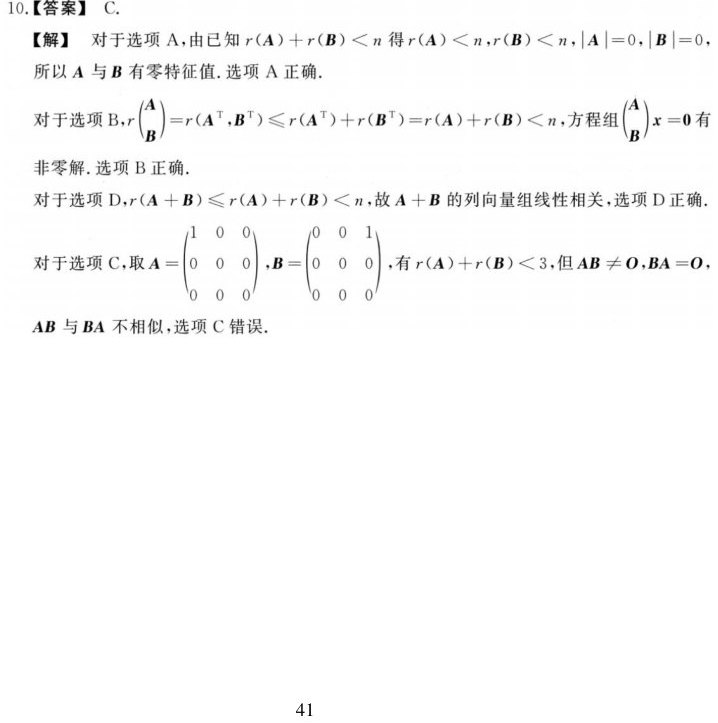 10.【答案】 C.
【解】 对于选项 A,由已知 r(A)+r(B)<n 得 r(A)<n,r(B)<n,|A|=0,|B|=0,
所以 A 与 B 有零特征值.选项 A 正确.
对于选项 B,r(A B)=r(Aᵀ,Bᵀ)≤r(Aᵀ)+r(Bᵀ)=r(A)+r(B)<n,方程组(A B)x=0有
非零解.选项 B 正确.
对于选项 D,r(A+B)≤r(A)+r(B)<n,故 A+B 的列向量组线性相关,选项 D 正确.
对于选项 C,取 A=(1 0 0 0 0 0 0 0 0),B=(0 0 1 0 0 0 0 0 0),有 r(A)+r(B)<3,但 AB≠O,BA=O,
AB 与 BA 不相似,选项 C 错误.
41